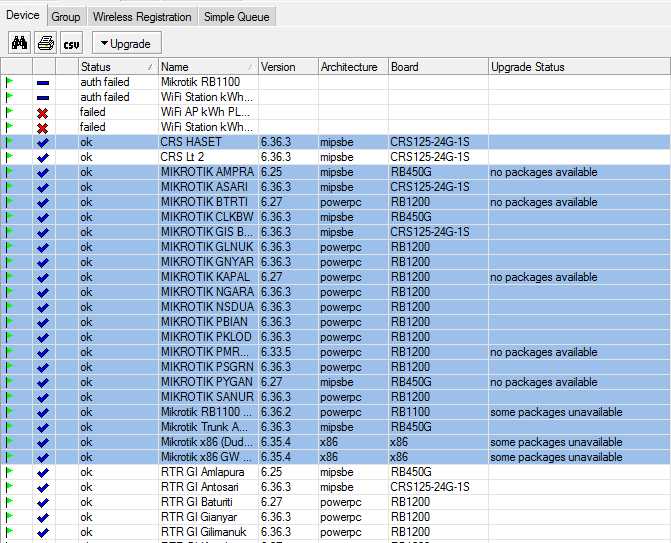 Device Group Wireless Registration Simple Queue
CSV Upgrade
Status Name Version Architecture Board Upgrade Status
auth failed Mikrotik RB1100
auth failed WiFi Station kWh...
failed WiFi AP kWh PL...
failed WiFi Station kWh...
ok CRS HASET 6.36.3 mipsbe CRS125-24G-1S
ok CRS Lt 2 6.36.3 mipsbe CRS125-24G-1S
ok MIKROTIK AMPRA 6.25 mipsbe RB450G no packages available
ok MIKROTIK ASARI 6.36.3 mipsbe CRS125-24G-1S
ok MIKROTIK BTRTI 6.27 powerpc RB1200 no packages available
ok MIKROTIK CLKBW 6.36.3 mipsbe RB450G
ok MIKROTIK GIS B... 6.36.3 mipsbe CRS125-24G-1S
ok MIKROTIK GLNUK 6.36.3 powerpc RB1200
ok MIKROTIK GNYAR 6.36.3 powerpc RB1200
ok MIKROTIK KAPAL 6.27 powerpc RB1200 no packages available
ok MIKROTIK NGARA 6.36.3 powerpc RB1200
ok MIKROTIK NSDUA 6.36.3 powerpc RB1200
ok MIKROTIK PBIAN 6.36.3 powerpc RB1200
ok MIKROTIK PKLOD 6.36.3 powerpc RB1200
ok MIKROTIK PMR... 6.33.5 powerpc RB1200 no packages available
ok MIKROTIK PSGRN 6.36.3 powerpc RB1200
ok MIKROTIK PYGAN 6.27 mipsbe RB450G no packages available
ok MIKROTIK SANUR 6.36.3 powerpc RB1200
ok Mikrotik RB1100 ... 6.36.2 powerpc RB1100 some packages unavailable
ok Mikrotik Trunk A... 6.36.3 mipsbe RB450G
ok Mikrotik x86 (Dud... 6.35.4 x86 x86 some packages unavailable
ok Mikrotik x86 GW ... 6.35.4 x86 x86 some packages unavailable
ok RTR GI Amlapura 6.25 mipsbe RB450G
ok RTR GI Antosari 6.36.3 mipsbe CRS125-24G-1S
ok RTR GI Baturiti 6.27 powerpc RB1200
ok RTR GI Gianyar 6.36.3 powerpc RB1200
ok RTR GI Gilimanuk 6.36.3 powerpc RB1200